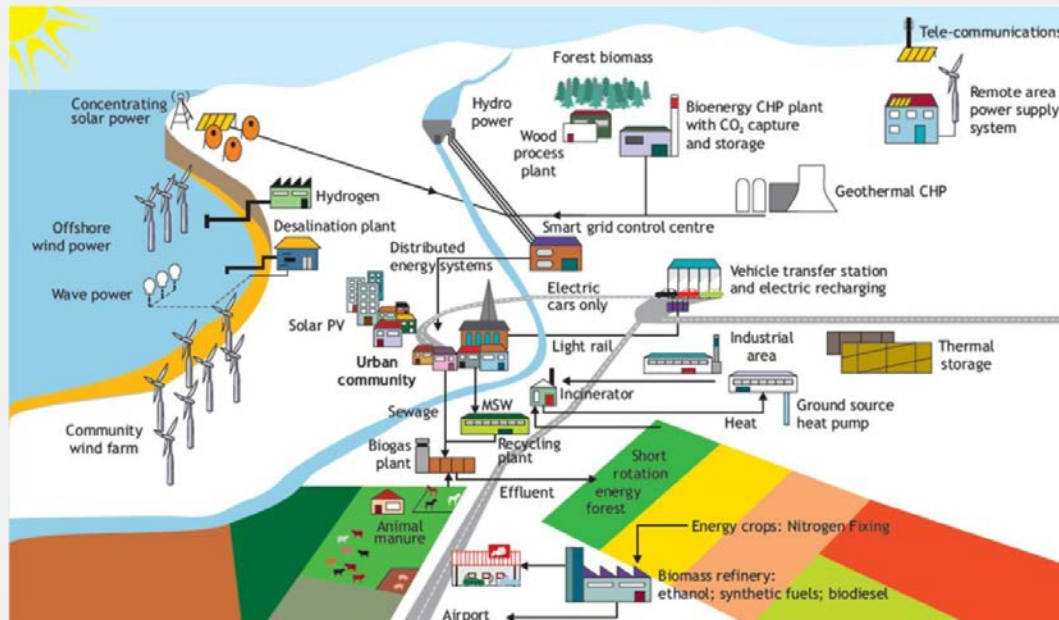 Tele-communications
Forest biomass
Concentrating
solar power
Hydro
power
Bioenergy CHP plant
with CO₂ capture
and storage
Remote area
power supply
system
Wood
process
plant
Hydrogen
Geothermal CHP
Offshore
wind power
Desalination plant
Smart grid control centre
Distributed
energy systems
Wave power
Electric
cars only
Vehicle transfer station
and electric recharging
Solar PV
Urban
community
Light rail
Industrial
area
Thermal
storage
Incinerator
Sewage
MSW
Heat
Ground source
heat pump
Community
wind farm
Biogas
plant
Recycling
plant
Short
rotation
energy
forest
Effluent
Animal
manure
Energy crops: Nitrogen Fixing
Biomass refinery:
ethanol; synthetic fuels; biodiesel
Airport